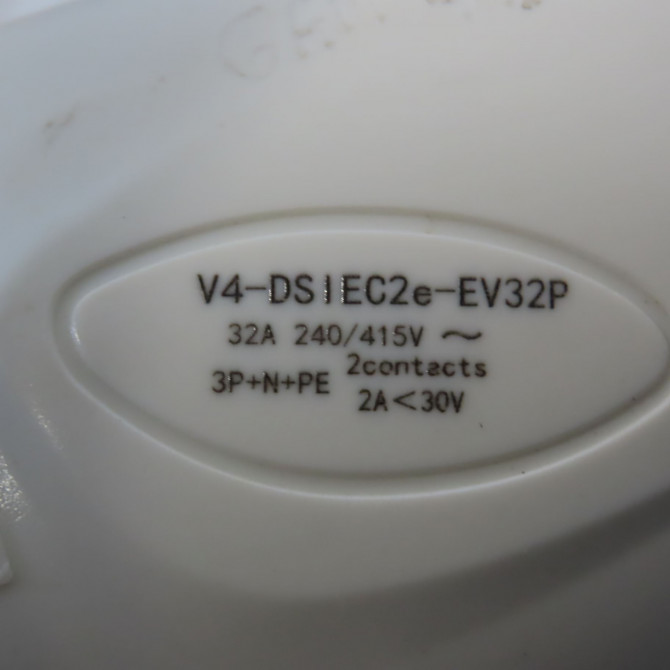 V4-DSIEC2e-EV32P
32A 240/415V ~
3P+N+PE
2contacts
2A<30V